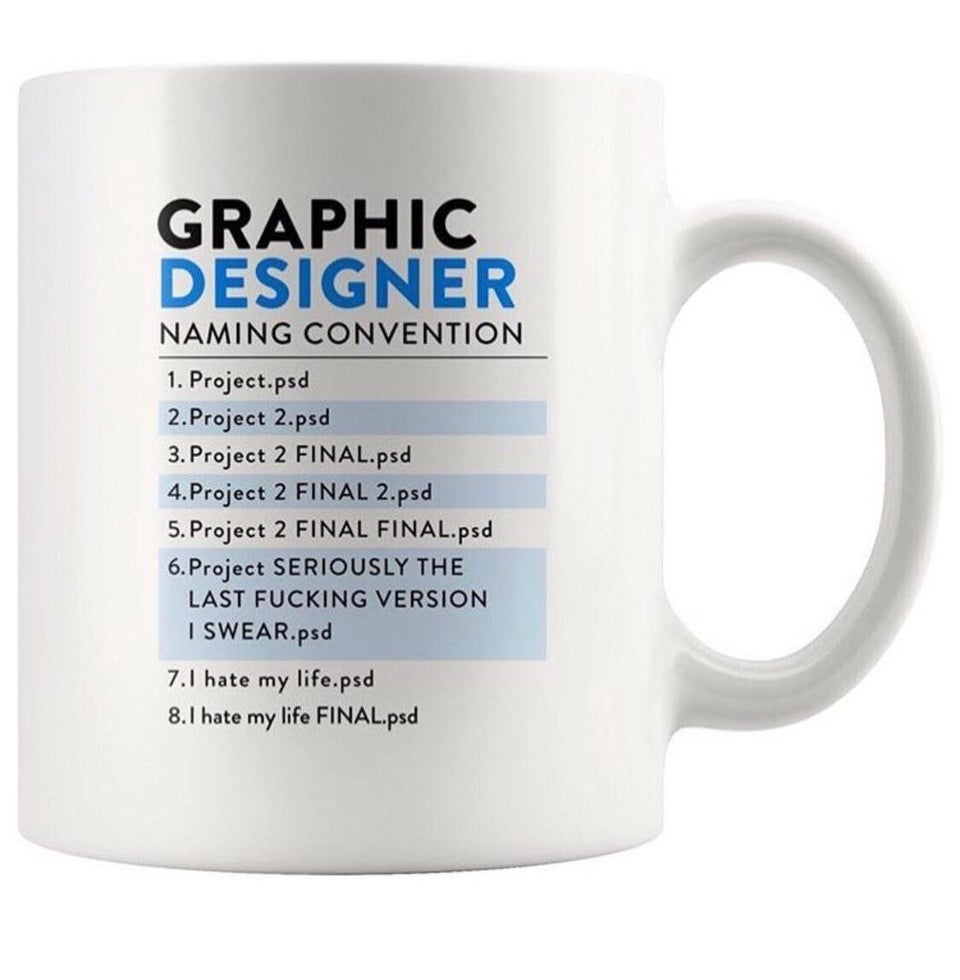 GRAPHIC
DESIGNER
NAMING CONVENTION
1. Project.psd
2.Project 2.psd
3.Project 2 FINAL.psd
4.Project 2 FINAL 2.psd
5.Project 2 FINAL FINAL.psd
6.Project SERIOUSLY THE
LAST FUCKING VERSION
I SWEAR.psd
7.I hate my life.psd
8.I hate my life FINAL.psd